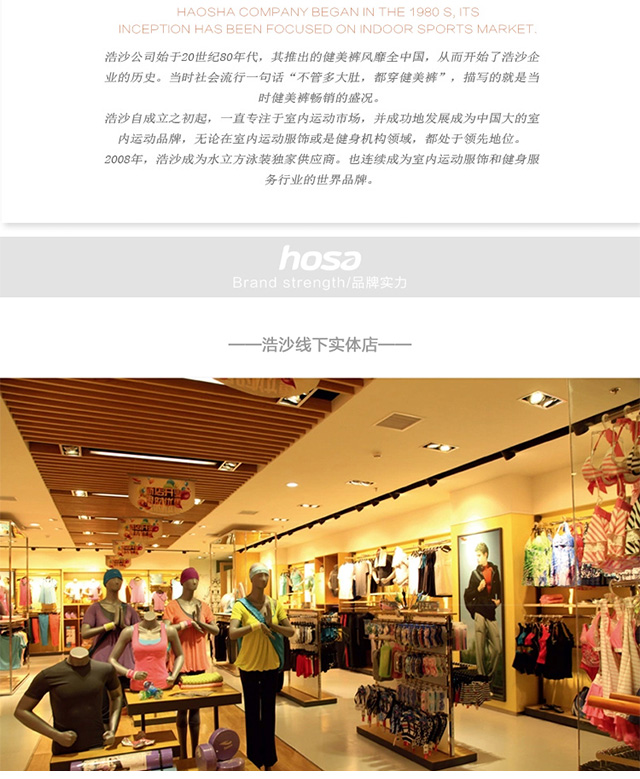 HAOSHA COMPANY BEGAN IN THE 1980 S, ITS
INCEPTION HAS BEEN FOCUSED ON INDOOR SPORTS MARKET.
浩沙公司始于20世纪80年代，其推出的健美裤风靡全中国，从而开始了浩沙企
业的历史。当时社会流行一句话“不管多大肚，都穿健美裤”，描写的就是当
时健美裤畅销的盛况。
浩沙自成立之初起，一直专注于室内运动市场，并成功地发展成为中国大的室
内运动品牌，无论在室内运动服饰或是健身机构领域，都处于领先地位。
2008年，浩沙成为水立方泳装独家供应商。也连续成为室内运动服饰和健身服
务行业的世界品牌。
hosa
Brand strength/品牌实力
——浩沙线下实体店——